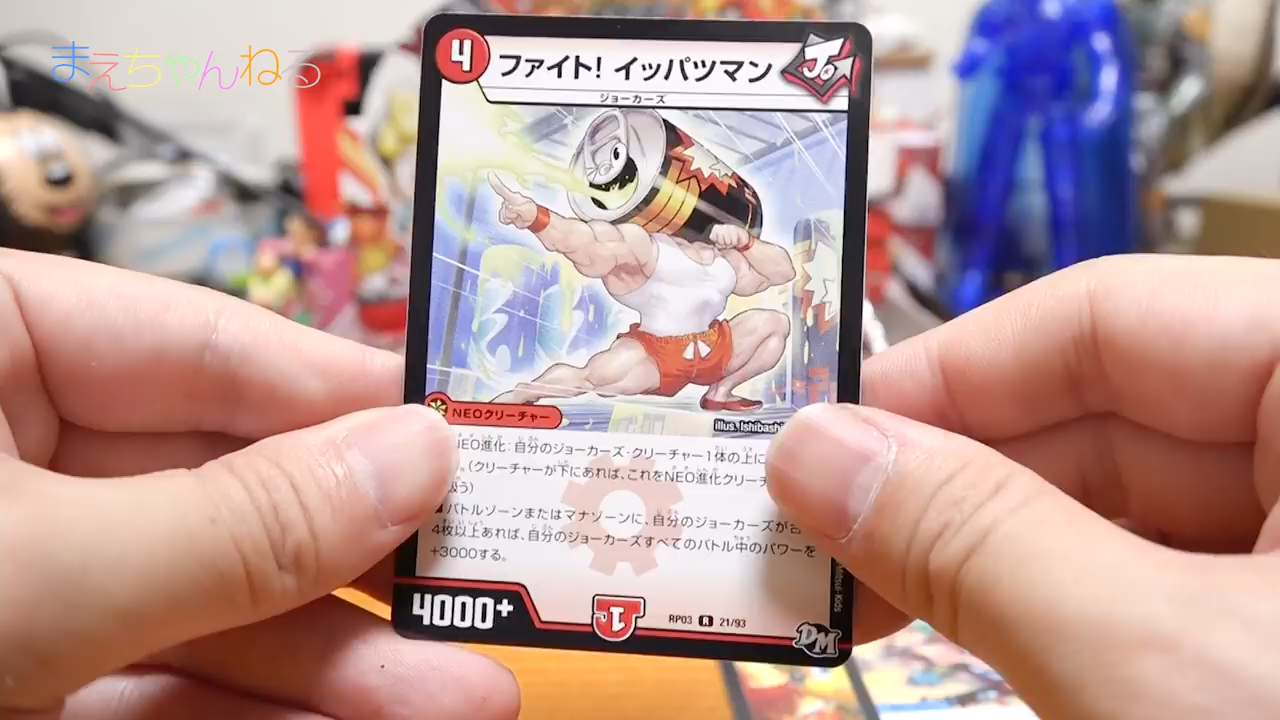 まえちゃんねる
4
ファイト! イッパツマン
JO
ジョーカーズ
NEOクリーチャー
illus. Ishibashi
EO進化:自分のジョーカーズ・クリーチャー1体の上に
。(クリーチャーが下にあれば、これをNEO進化クリーチ
扱う)
バトルゾーンまたはマナゾーンに、自分のジョーカーズが合
4枚以上あれば、自分のジョーカーズすべてのバトル中のパワーを
+3000する。
4000+
1
RP03 R 21/93
DM
Mitsui-Kids